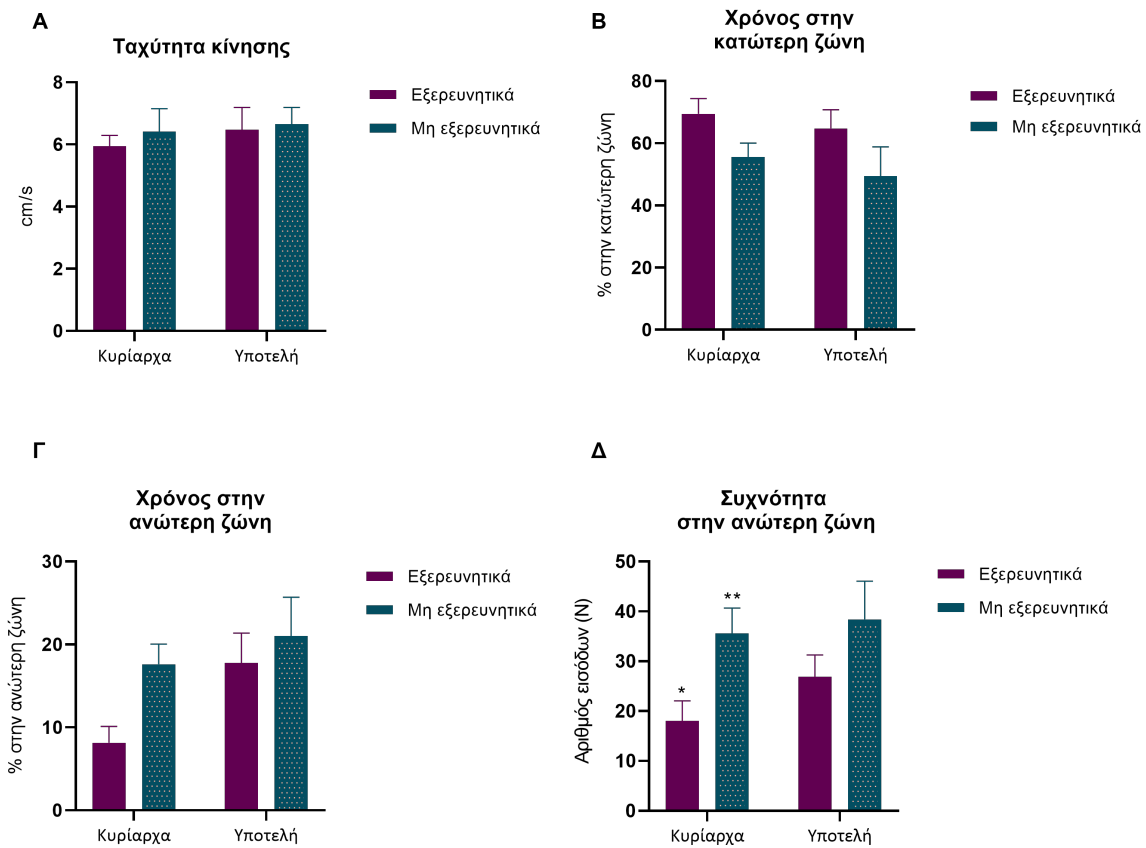 Α
Ταχύτητα κίνησης
8
6
4
2
0
cm/s
Κυρίαρχα
Υποτελή
Εξερευνητικά
Μη εξερευνητικά
Β
Χρόνος στην
κατώτερη ζώνη
80
60
40
20
0
% στην κατώτερη ζώνη
Κυρίαρχα
Υποτελή
Εξερευνητικά
Μη εξερευνητικά
Γ
Χρόνος στην
ανώτερη ζώνη
30
20
10
0
% στην ανώτερη ζώνη
Κυρίαρχα
Υποτελή
Εξερευνητικά
Μη εξερευνητικά
Δ
Συχνότητα
στην ανώτερη ζώνη
50
40
30
20
10
0
Αριθμός εισόδων (Ν)
*
**
Κυρίαρχα
Υποτελή
Εξερευνητικά
Μη εξερευνητικά